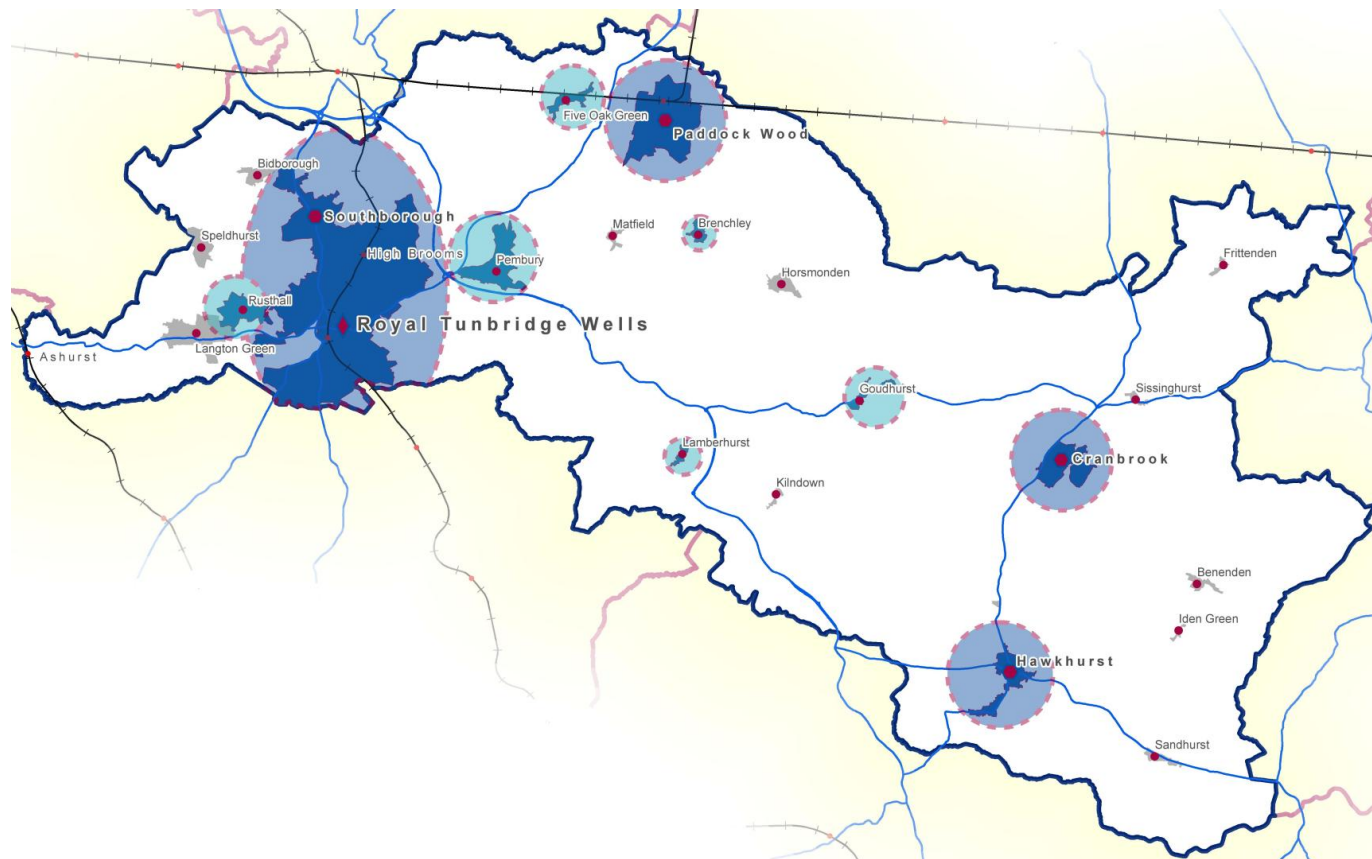 Five Oak Green
Paddock Wood
Bidborough
Southborough
Speldhurst
High Brooms
Pembury
Matfield
Brenchley
Horsmonden
Frittenden
Rusthall
Royal Tunbridge Wells
Langton Green
Ashurst
Goudhurst
Sissinghurst
Lamberhurst
Cranbrook
Kilndown
Benenden
Iden Green
Hawkhurst
Sandhurst